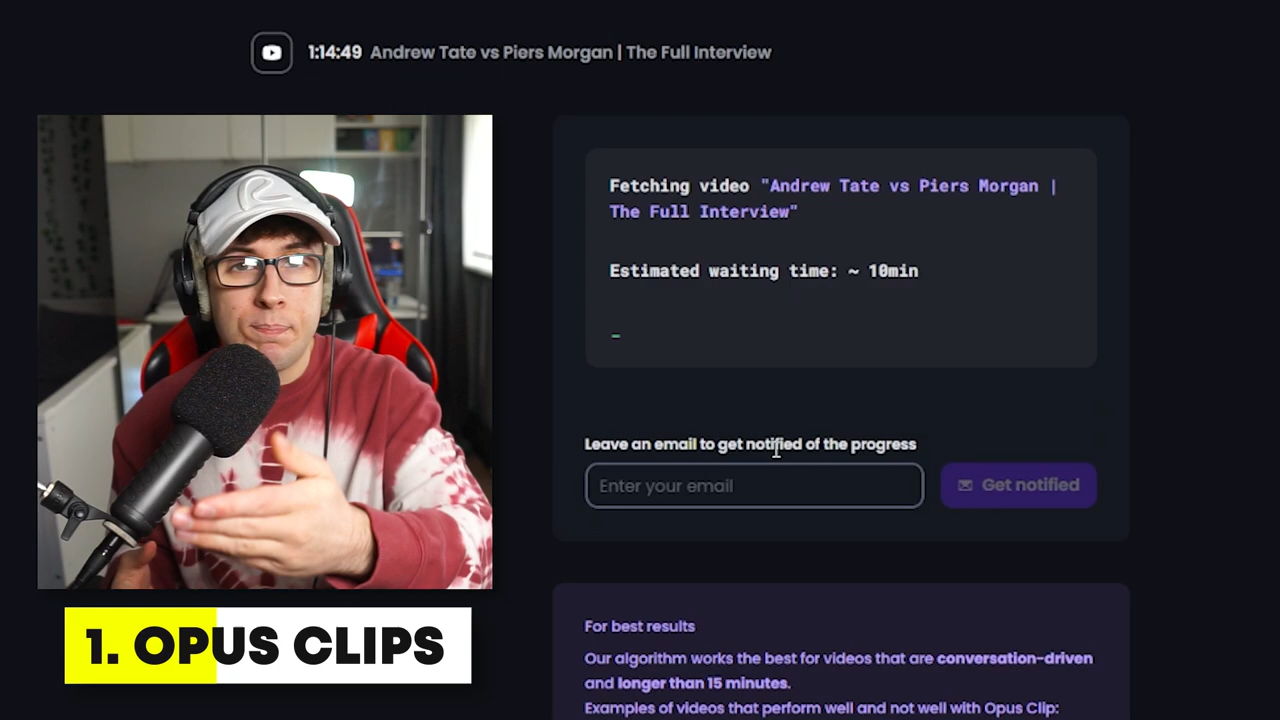 1:14:49 Andrew Tate vs Piers Morgan | The Full Interview
Fetching video "Andrew Tate vs Piers Morgan |
The Full Interview"
Estimated waiting time: ~ 10min
_
Leave an email to get notified of the progress
Enter your email
Get notified
1. OPUS CLIPS
For best results
Our algorithm works the best for videos that are conversation-driven
and longer than 15 minutes.
Examples of videos that perform well and not well with Opus Clip: